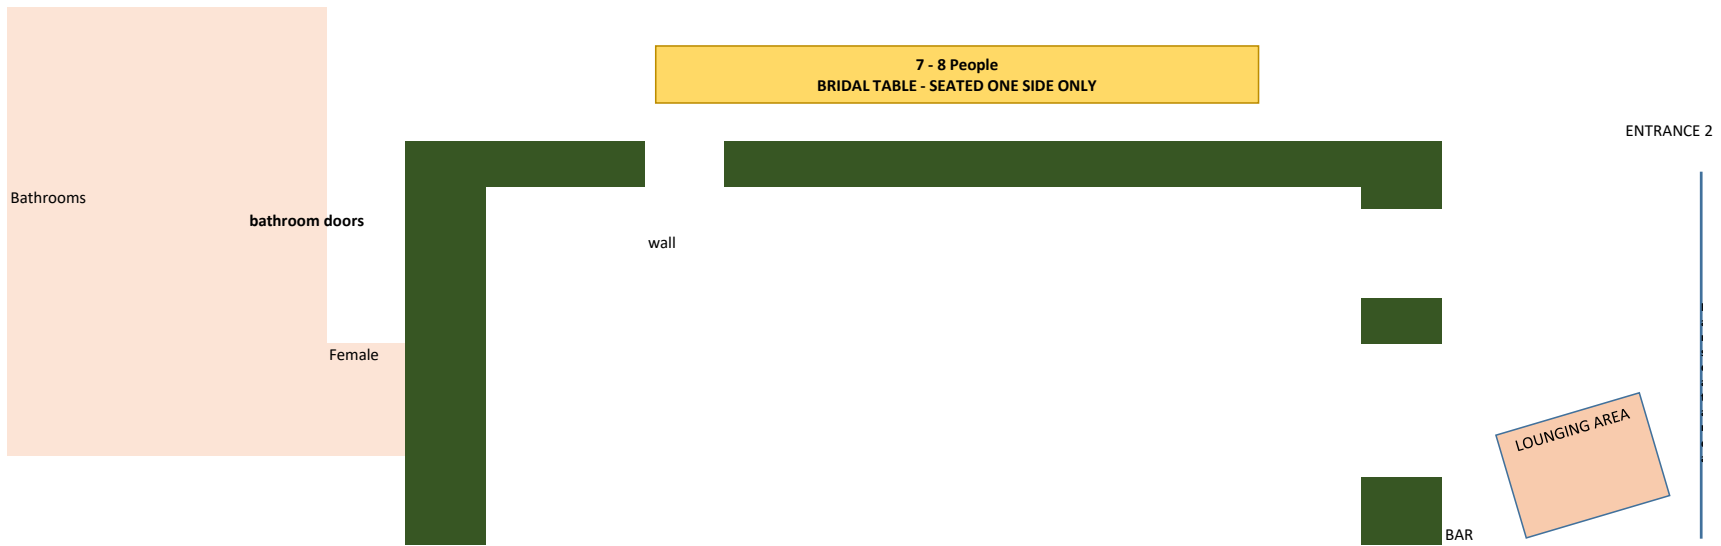 7 - 8 People
BRIDAL TABLE - SEATED ONE SIDE ONLY
ENTRANCE 2
Bathrooms
bathroom doors
wall
Female
LOUNGING AREA
BAR